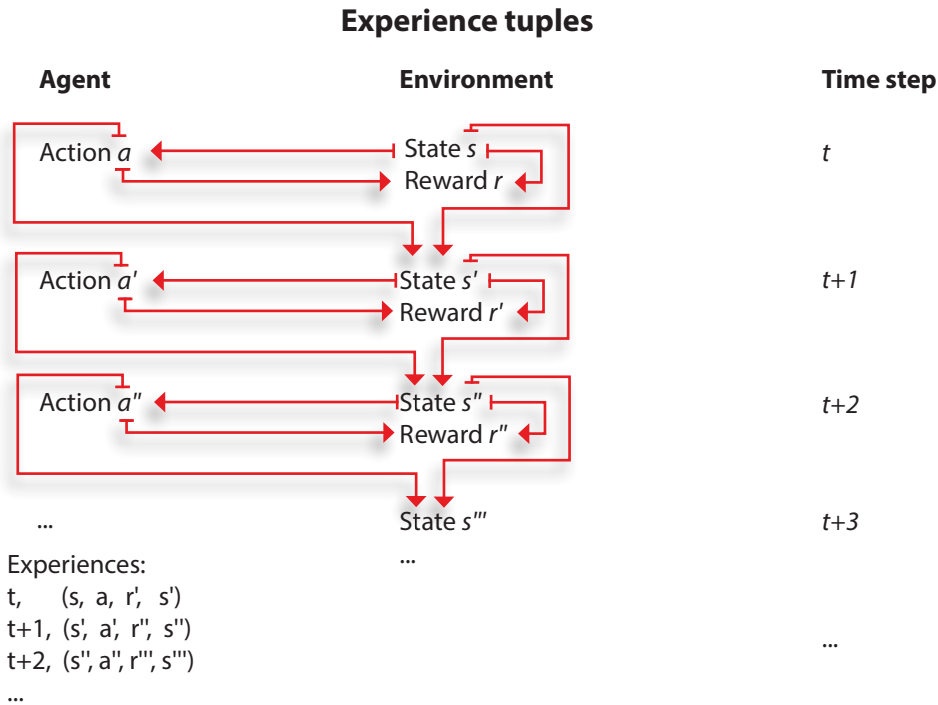 Experience tuples
Agent Environment Time step
Action a State s t
Reward r
Action a' State s' t+1
Reward r'
Action a" State s" t+2
Reward r"
... State s''' t+3
...
Experiences:
t, (s, a, r', s')
t+1, (s', a', r'', s'')
t+2, (s'', a'', r''', s''')
...
...